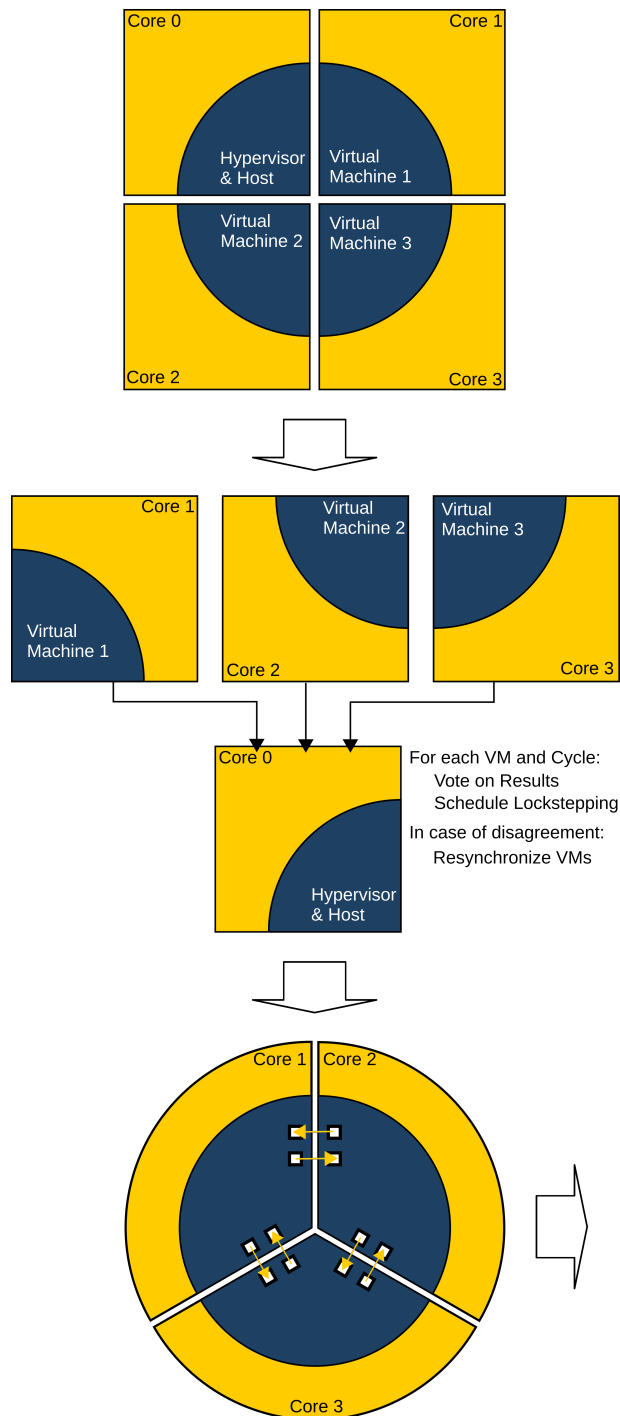 Core 0
Core 1
Hypervisor
& Host
Virtual
Machine 1
Virtual
Machine 2
Virtual
Machine 3
Core 2
Core 3
Core 1
Virtual
Machine 1
Virtual
Machine 2
Core 2
Virtual
Machine 3
Core 3
Core 0
Hypervisor
& Host
For each VM and Cycle:
Vote on Results
Schedule Lockstepping
In case of disagreement:
Resynchronize VMs
Core 1
Core 2
Core 3